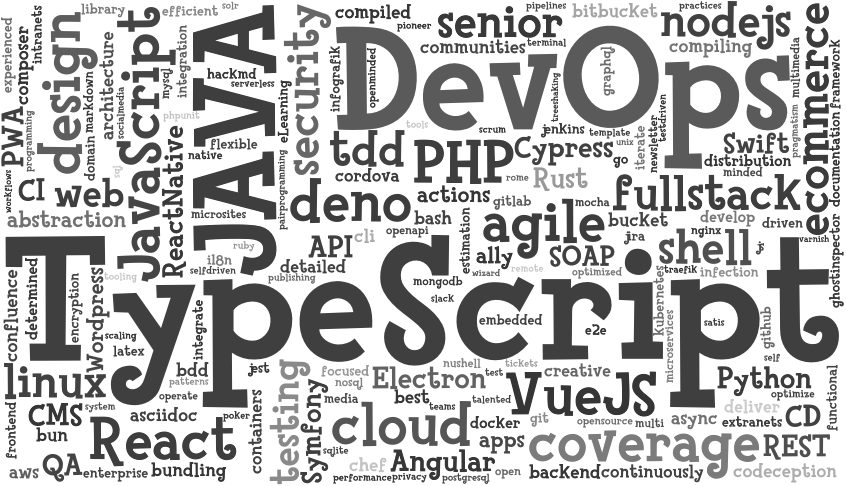 experienced
intranets
composer
library
efficient
solr
JAVA
security
compiled
pioneer
senior
pipelines
bitbucket
practices
nodejs
ecommerce
design
architecture
JavaScript
integration
mysql
hackmd
serverless
infografik
openminded
DevOps
communities
terminal
graphql
compiling
multimedia
framework
PWA
programming
markdown
domain
socialmedia
phpunit
eLearning
tools
treeshaking
testdriven
newsletter
pragmatism
documentation
workflows
sql
ReactNative
flexible
native
pairprogramming
tdd
scrum
PHP
Cypress
jenkins
template
unix
iterate
Swift
distribution
minded
CI
web
cordova
rome
go
Rust
fullstack
abstraction
microsites
deno
actions
gitlab
mocha
bucket
develop
driven
ruby
bash
agile
jra
nginx
varnish
ghostinspector
TypeScript
i18n
selfdriven
API
cli
openapi
estimation
ally
SOAP
shell
js
tooling
detailed
publishing
mongodb
wizard
remote
optimized
traefik
infection
kubernetes
confluence
determined
encryption
Wordpress
slack
embedded
e2e
satis
github
scaling
integrate
microservices
latex
self
linux
bdd
patterns
jest
testing
focused
nosql
nushell
Electron
test
tickets
creative
Python
optimize
functional
frontend
CMS
system
operate
asciidoc
poker
containers
Symfony
media
best
teams
talented
VueJS
deliver
extranets
CD
bun
React
sqlite
cloud
docker
apps
git
opensource
multi
async
coverage
REST
aws
QA
enterprise
bundling
chef
Angular
performance
privacy
postgresql
open
backend
continuously
codeception